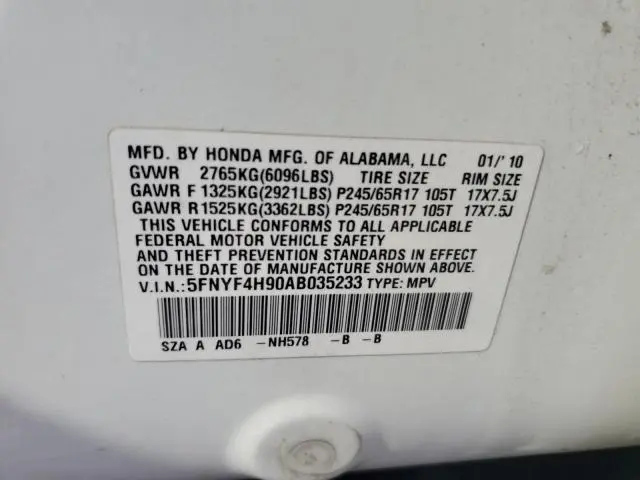 MFD. BY HONDA MFG. OF ALABAMA, LLC 01/'10
GVWR 2765KG(6096LBS) TIRE SIZE RIM SIZE
GAWR F 1325KG(2921LBS) P245/65R17 105T 17X7.5J
GAWR R1525KG(3362LBS) P245/65R17 105T 17X7.5J
THIS VEHICLE CONFORMS TO ALL APPLICABLE
FEDERAL MOTOR VEHICLE SAFETY
AND THEFT PREVENTION STANDARDS IN EFFECT
ON THE DATE OF MANUFACTURE SHOWN ABOVE.
V.I.N.:5FNYF4H90AB035233 TYPE: MPV
SZA A AD6 -NH578 -B -B